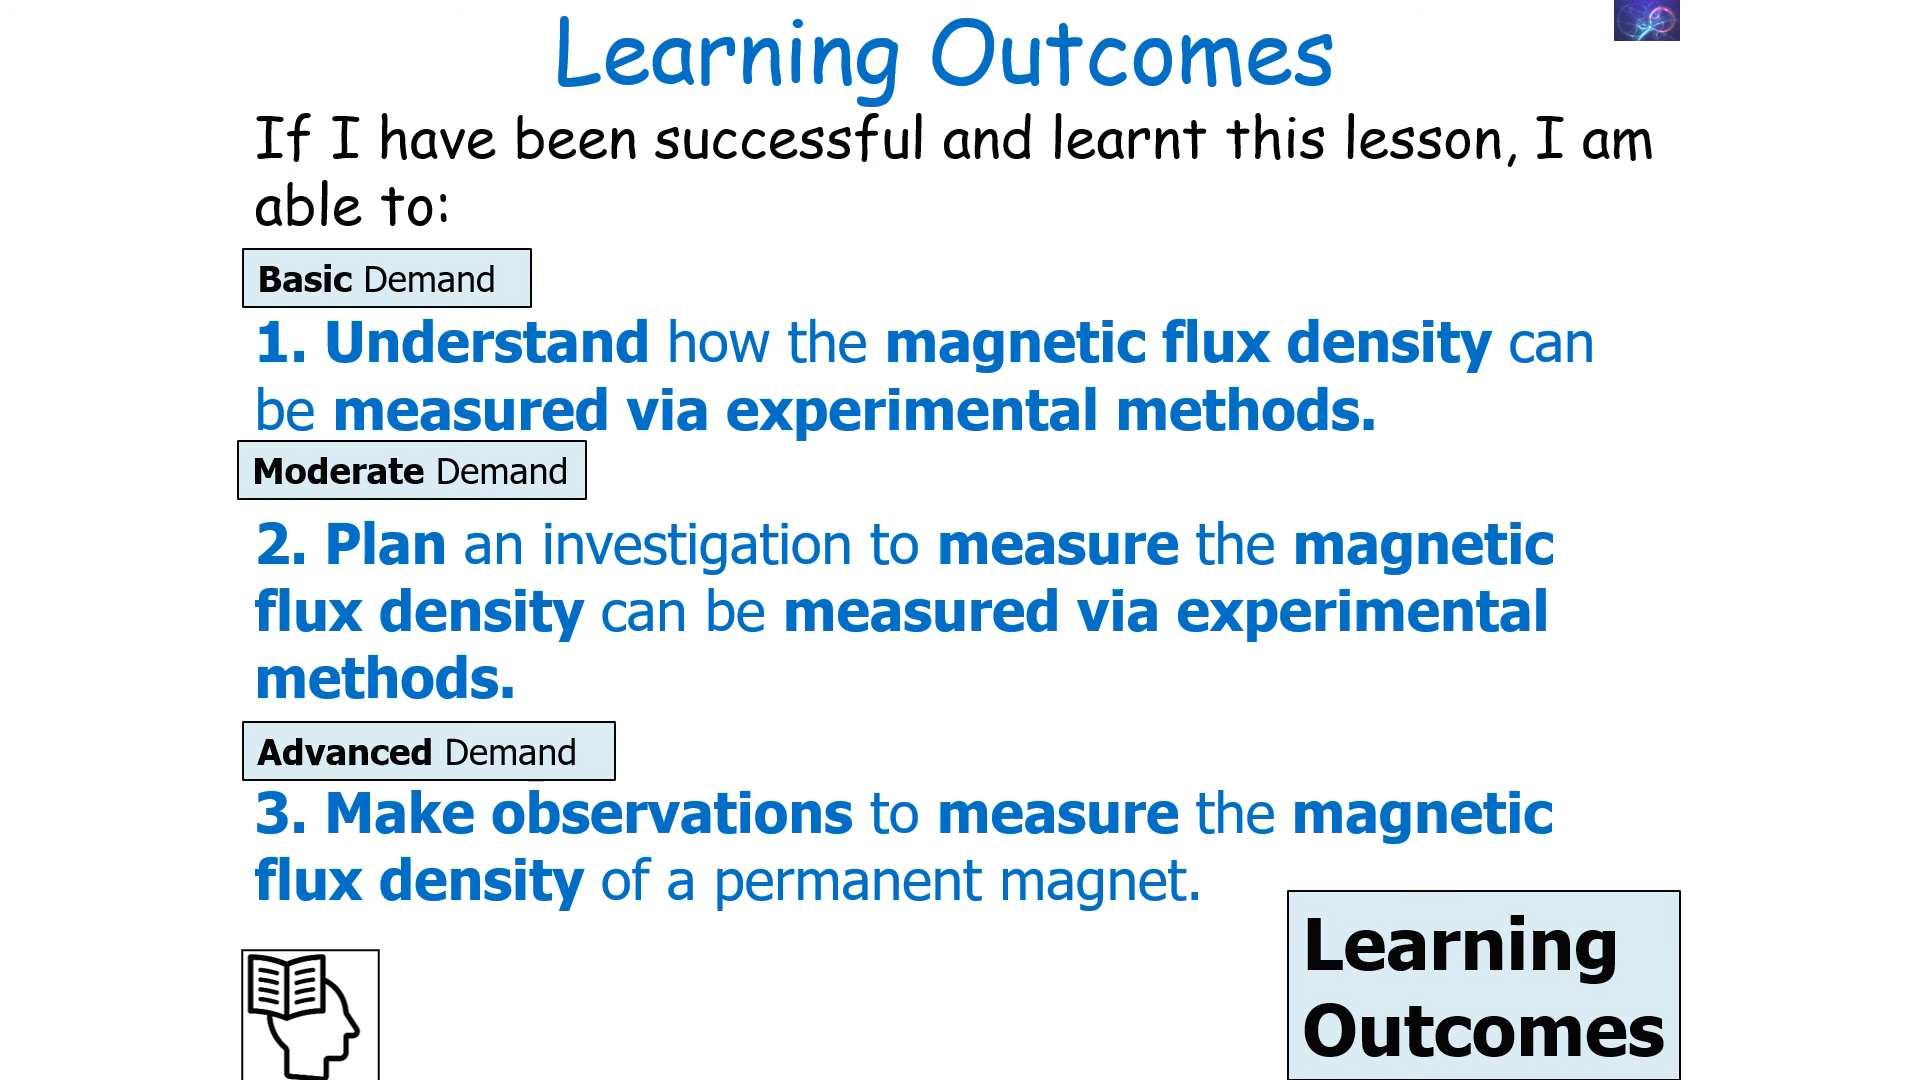 Learning Outcomes
If I have been successful and learnt this lesson, I am
able to:
Basic Demand
1. Understand how the magnetic flux density can
be measured via experimental methods.
Moderate Demand
2. Plan an investigation to measure the magnetic
flux density can be measured via experimental
methods.
Advanced Demand
3. Make observations to measure the magnetic
flux density of a permanent magnet.
Learning
Outcomes